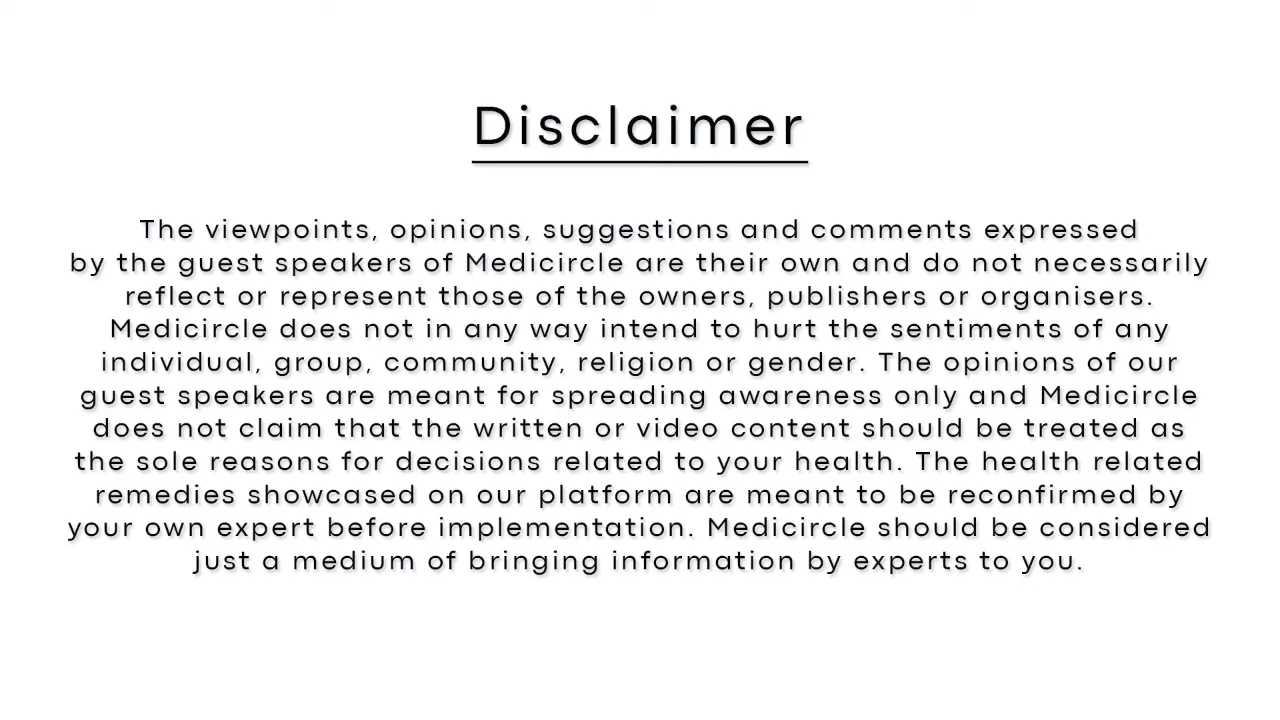 Disclaimer
The viewpoints, opinions, suggestions and comments expressed
by the guest speakers of Medicircle are their own and do not necessarily
reflect or represent those of the owners, publishers or organisers.
Medicircle does not in any way intend to hurt the sentiments of any
individual, group, community, religion or gender. The opinions of our
guest speakers are meant for spreading awareness only and Medicircle
does not claim that the written or video content should be treated as
the sole reasons for decisions related to your health. The health related
remedies showcased on our platform are meant to be reconfirmed by
your own expert before implementation. Medicircle should be considered
just a medium of bringing information by experts to you.